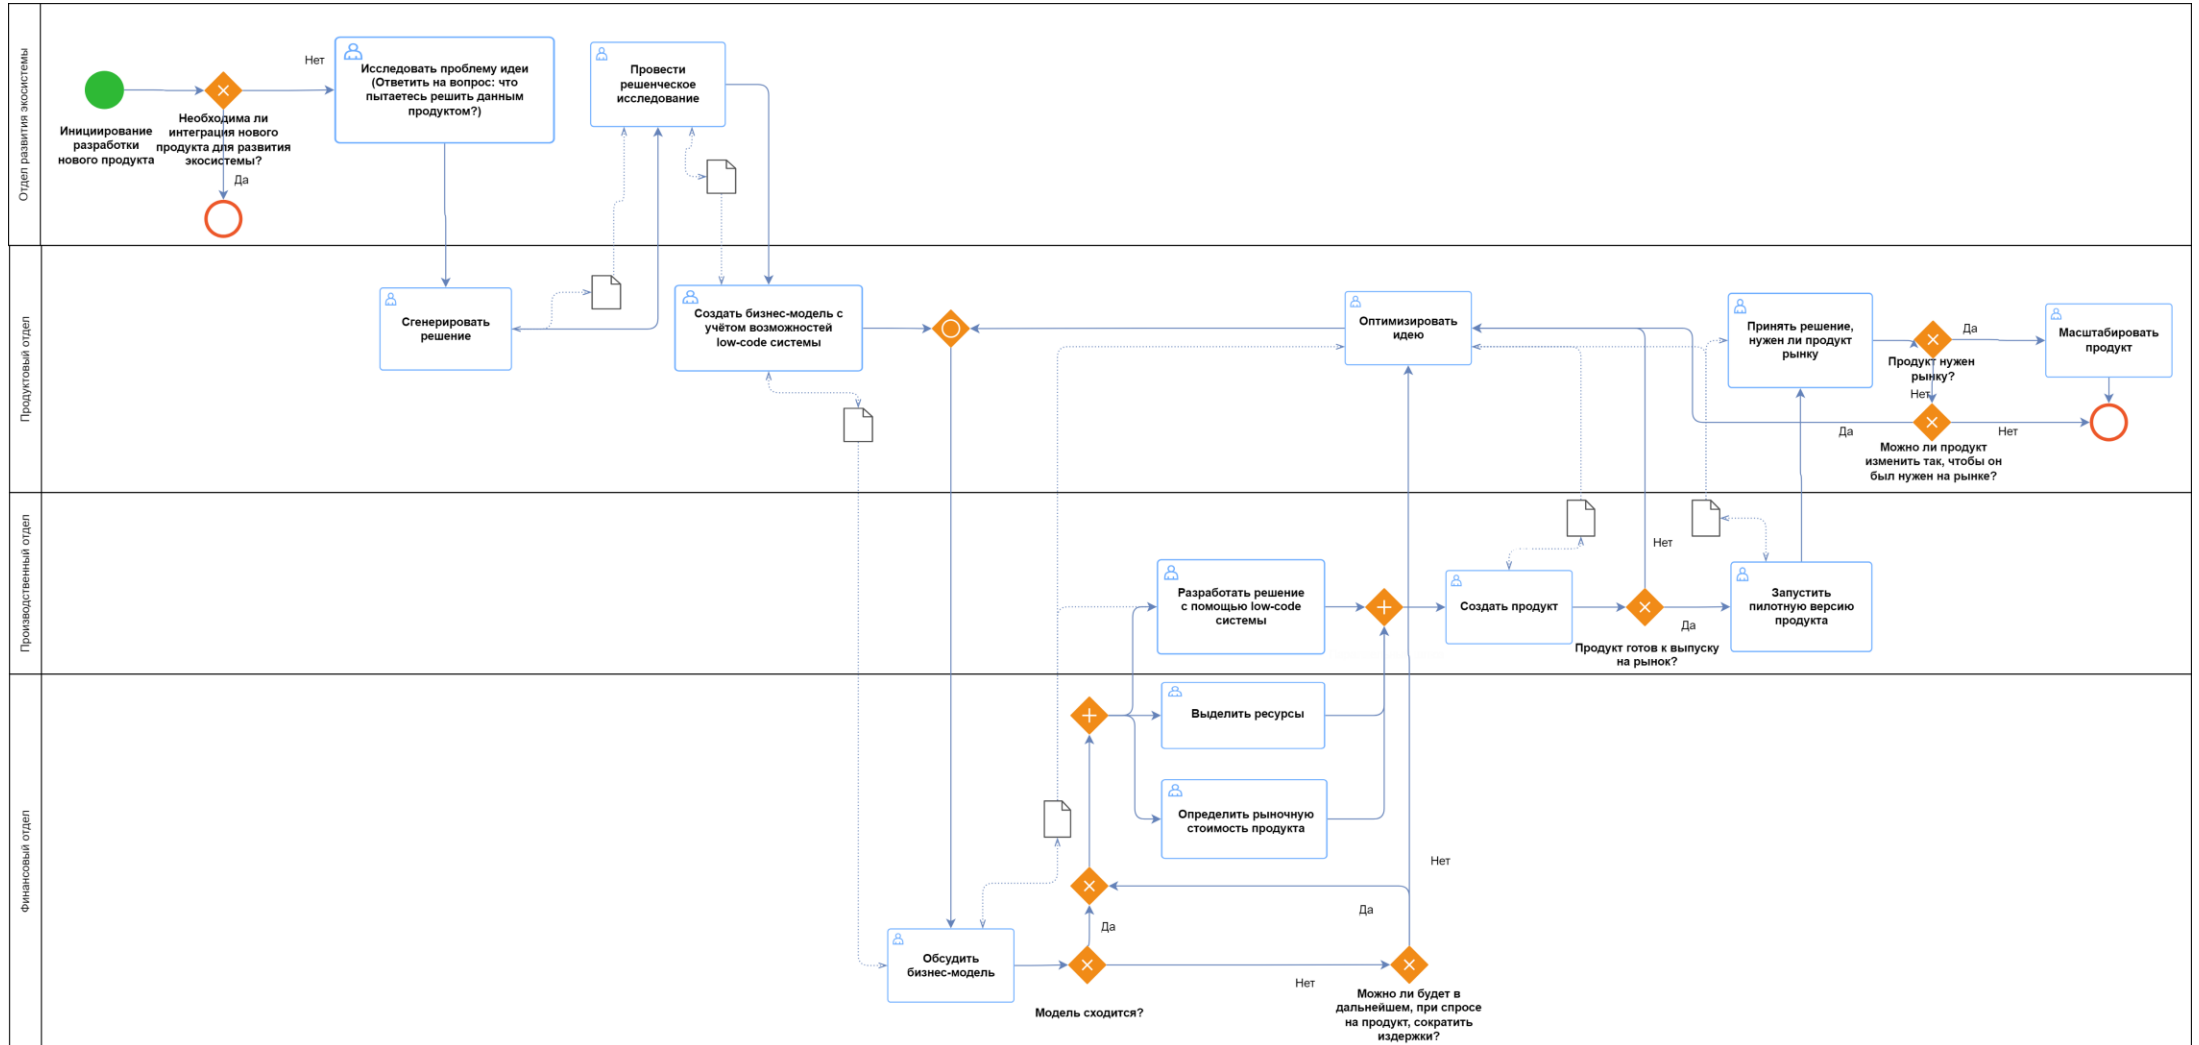 Отдел развития экосистемы
Инициирование
разработки
нового продукта
Необходима ли
интеграция нового
продукта для развития
экосистемы?
Нет
Да
Исследовать проблему идеи
(Ответить на вопрос: что
пытаетесь решить данным
продуктом?)
Провести
решенческое
исследование
Продуктовый отдел
Сгенерировать
решение
Создать бизнес-модель с
учётом возможностей
low-code системы
Оптимизировать
идею
Принять решение,
нужен ли продукт
рынку
Да
Продукт нужен
рынку?
Нет
Масштабировать
продукт
Да
Нет
Можно ли продукт
изменить так, чтобы он
был нужен на рынке?
Производственный отдел
Разработать решение
с помощью low-code
системы
Создать продукт
Нет
Да
Продукт готов к выпуску
на рынок?
Запустить
пилотную версию
продукта
Финансовый отдел
Выделить ресурсы
Определить рыночную
стоимость продукта
Нет
Да
Да
Обсудить
бизнес-модель
Модель сходится?
Нет
Можно ли будет в
дальнейшем, при спросе
на продукт, сократить
издержки?